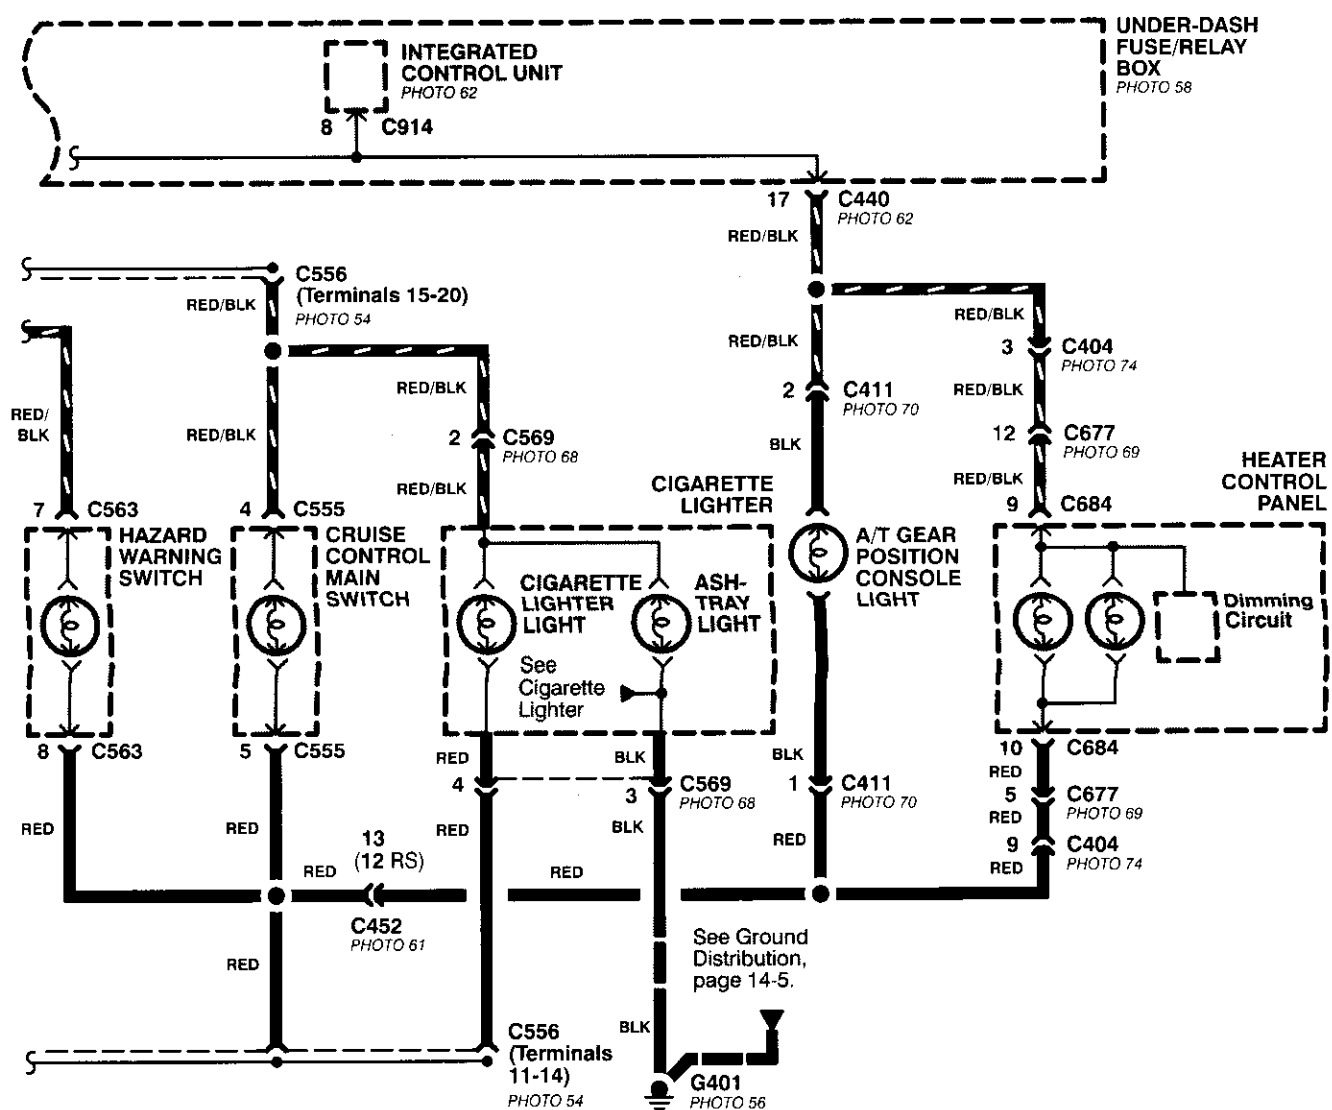 UNDER-DASH
FUSE/RELAY
BOX
PHOTO 58
INTEGRATED
CONTROL UNIT
PHOTO 62
8
C914
17
C440
PHOTO 62
RED/BLK
C556
(Terminals 15-20)
PHOTO 54
RED/BLK
RED/BLK
3
C404
PHOTO 74
RED/BLK
2
C411
PHOTO 70
RED/BLK
RED/BLK
RED/
BLK
RED/BLK
2
C569
PHOTO 68
BLK
12
C677
PHOTO 69
RED/BLK
RED/BLK
HEATER
CONTROL
PANEL
CIGARETTE
LIGHTER
7
C563
4
C555
9
C684
HAZARD
WARNING
SWITCH
CRUISE
CONTROL
MAIN
SWITCH
CIGARETTE
LIGHTER
LIGHT
ASH-
TRAY
LIGHT
A/T GEAR
POSITION
CONSOLE
LIGHT
Dimming
Circuit
See
Cigarette
Lighter
8
C563
5
C555
RED
BLK
BLK
10
C684
RED
4
3
C569
PHOTO 68
1
C411
PHOTO 70
5
C677
PHOTO 69
RED
RED
RED
RED
BLK
RED
9
C404
PHOTO 74
RED
13
(12 RS)
RED
RED
C452
PHOTO 61
RED
See Ground
Distribution,
page 14-5.
BLK
C556
(Terminals
11-14)
PHOTO 54
G401
PHOTO 56